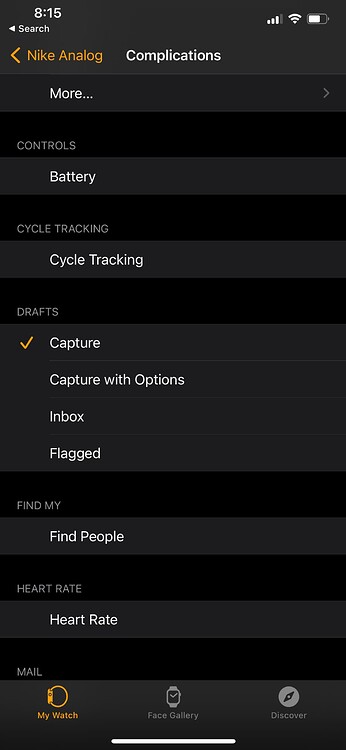 8:15
Search
Nike Analog Complications
More...
CONTROLS
Battery
CYCLE TRACKING
Cycle Tracking
DRAFTS
Capture
Capture with Options
Inbox
Flagged
FIND MY
Find People
HEART RATE
Heart Rate
MAIL
My Watch Face Gallery Discover